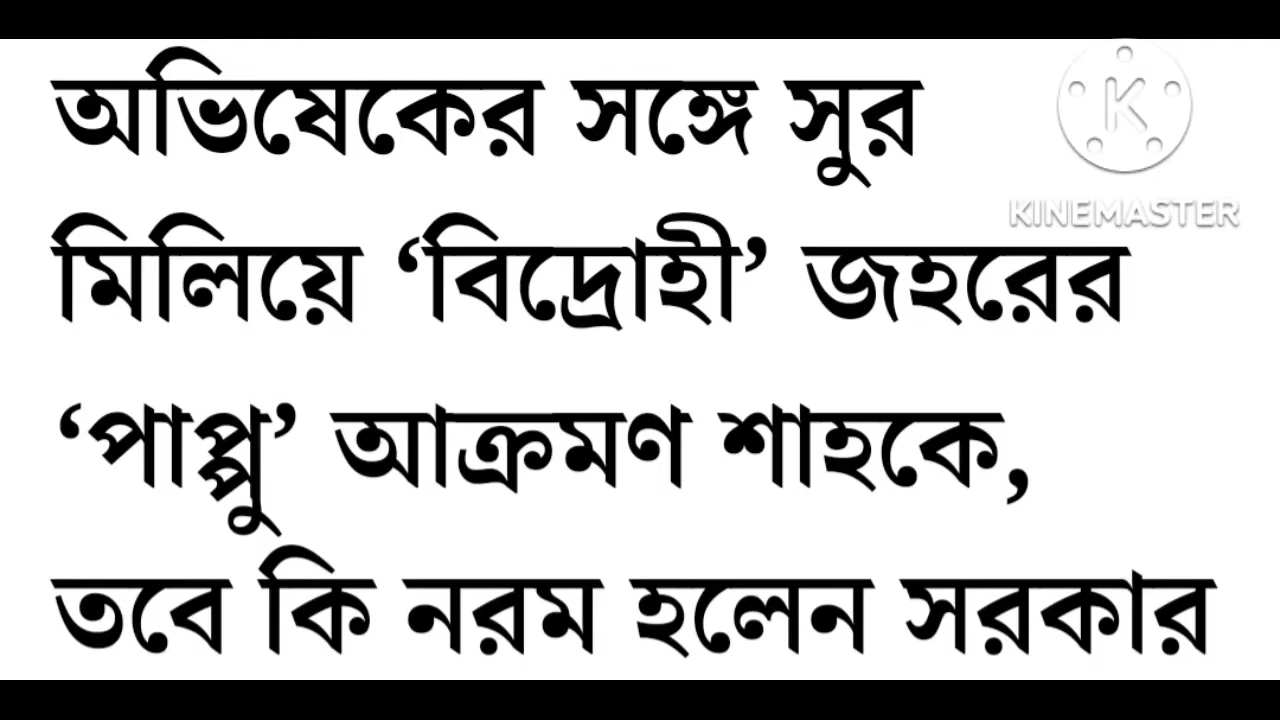 অভিষেকের সঙ্গে সুর
মিলিয়ে ‘বিদ্রোহী’ জহরের
‘পাপ্পু’ আক্রমণ শাহকে,
তবে কি নরম হলেন সরকার
K
KINEMASTER